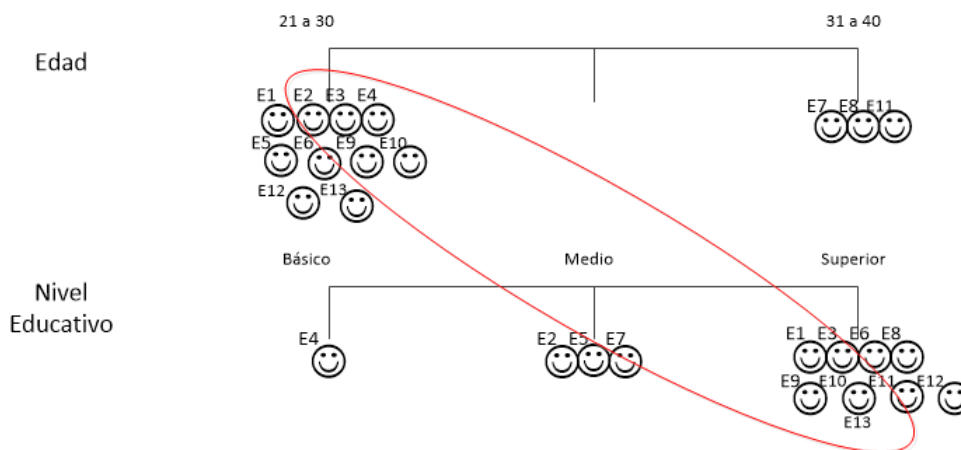 21 a 30
31 a 40
Edad
E1 E2 E3 E4
E7 E8 E11
E5 E6 E9 E10
E12 E13
Básico
Medio
Superior
Nivel
Educativo
E4
E2 E5 E7
E1 E3 E6 E8
E9 E10 E11 E12
E13